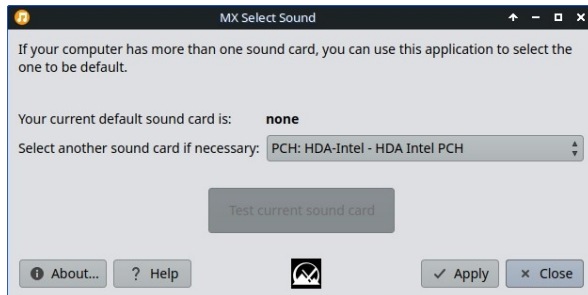 MX Select Sound
If your computer has more than one sound card, you can use this application to select the
one to be default.
Your current default sound card is: none
Select another sound card if necessary: PCH: HDA-Intel - HDA Intel PCH
Test current sound card
About... ? Help Apply Close